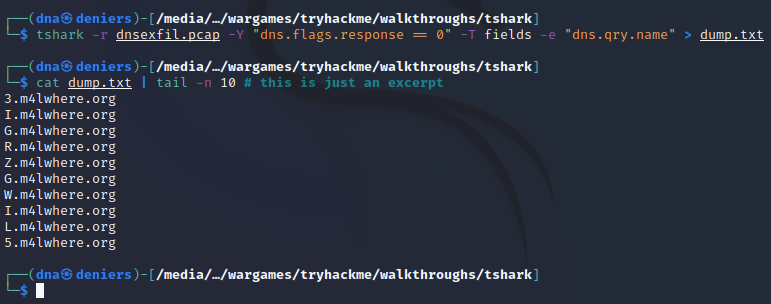 ┌──(dna㉿deniers)-[/media/…/wargames/tryhackme/walkthroughs/tshark]
└─$ tshark -r dnsexfil.pcap -Y "dns.flags.response == 0" -T fields -e "dns.qry.name" > dump.txt
┌──(dna㉿deniers)-[/media/…/wargames/tryhackme/walkthroughs/tshark]
└─$ cat dump.txt | tail -n 10 # this is just an excerpt
3.m4lwhere.org
I.m4lwhere.org
G.m4lwhere.org
R.m4lwhere.org
Z.m4lwhere.org
G.m4lwhere.org
W.m4lwhere.org
I.m4lwhere.org
L.m4lwhere.org
5.m4lwhere.org
┌──(dna㉿deniers)-[/media/…/wargames/tryhackme/walkthroughs/tshark]
└─$